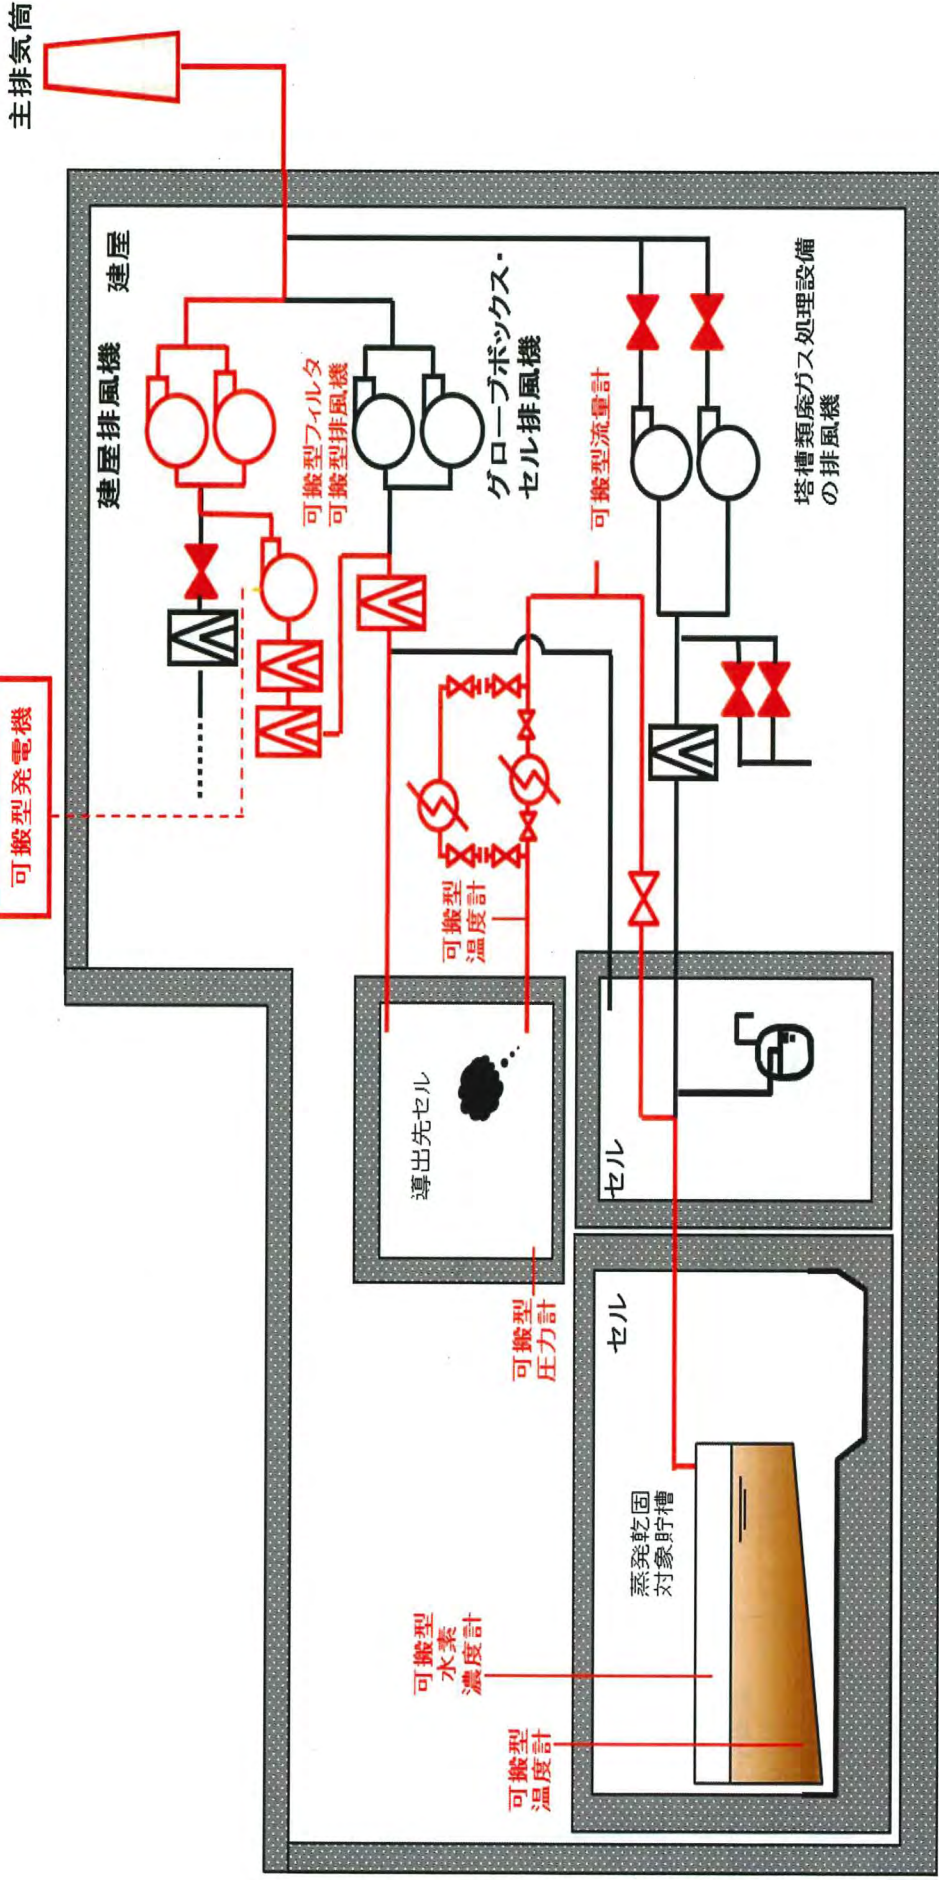 主排気筒
可搬型発電機
建屋
建屋排風機
可搬型フィルタ
可搬型排風機
グローブボックス・
セル排風機
可搬型流量計
塔槽類廃ガス処理設備
の排風機
可搬型
温度計
導出先セル
セル
可搬型
圧力計
セル
蒸発乾固
対象貯槽
可搬型
水素
濃度計
可搬型
温度計